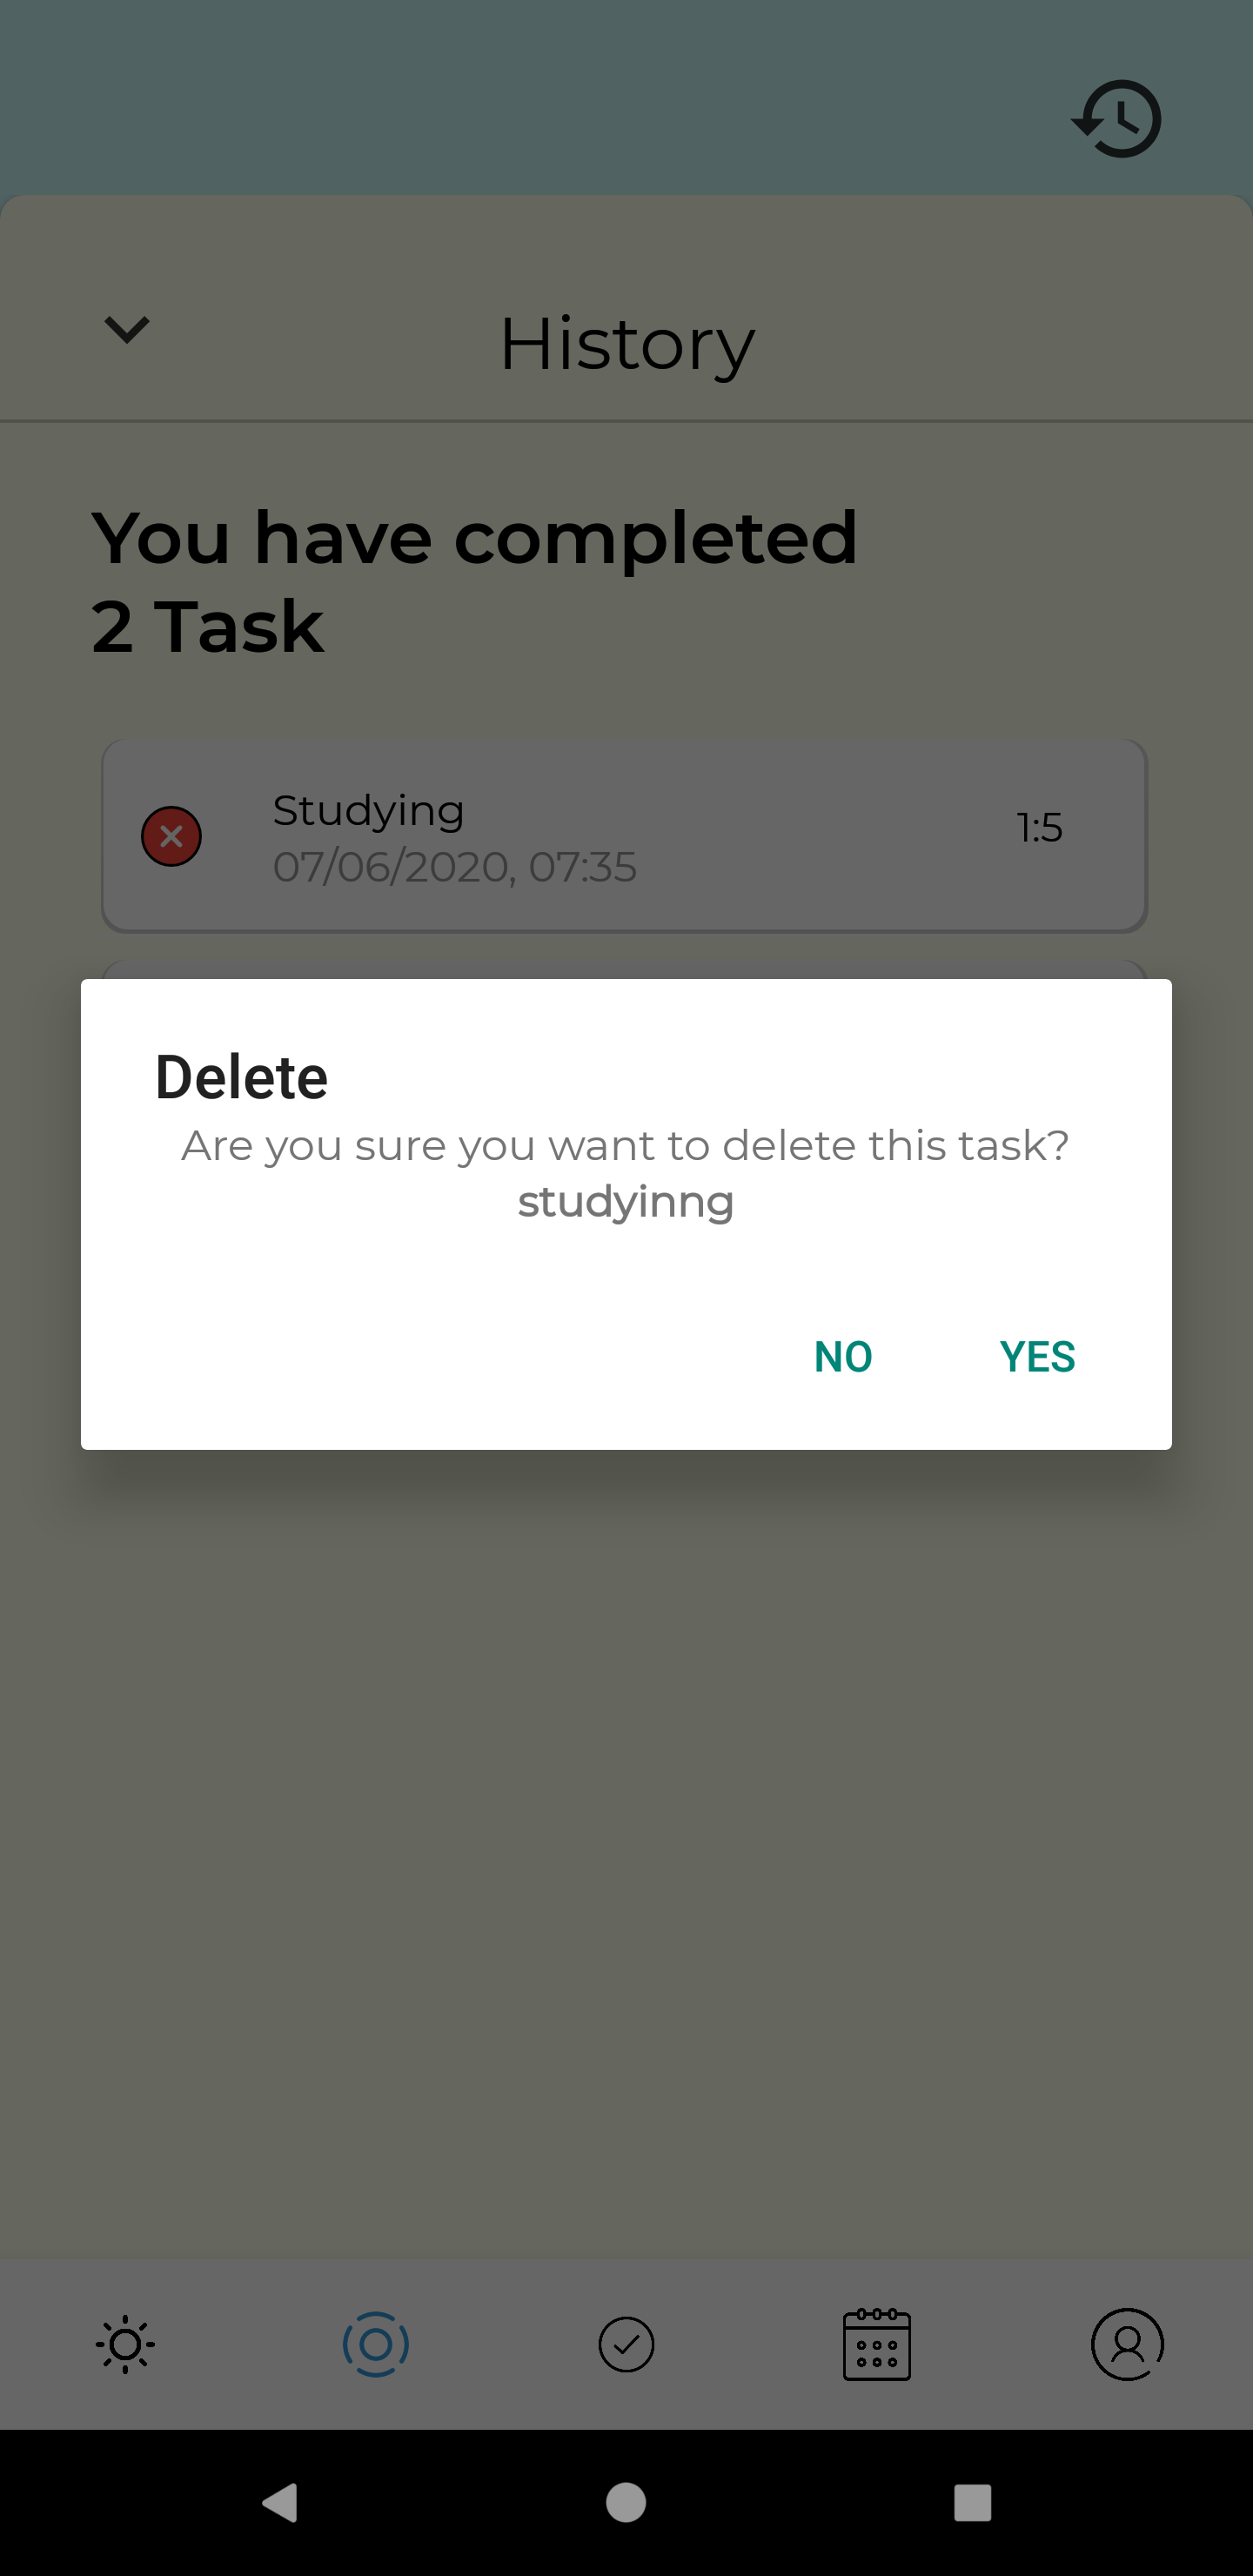 History
You have completed
2 Task
Studying
07/06/2020, 07:35
1:5
Delete
Are you sure you want to delete this task?
studyinng
NO
YES